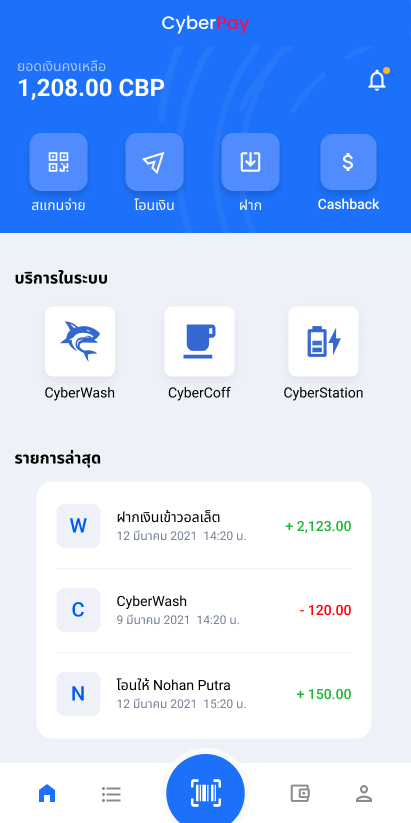 CyberPay
ยอดเงินคงเหลือ
1,208.00 CBP
สแกนจ่าย
โอนเงิน
ฝาก
Cashback
บริการในระบบ
CyberWash
CyberCoff
CyberStation
รายการล่าสุด
W
ฝากเงินเข้าวอลเล็ต
12 มีนาคม 2021 14:20 น.
+ 2,123.00
C
CyberWash
9 มีนาคม 2021 14:20 น.
- 120.00
N
โอนให้ Nohan Putra
12 มีนาคม 2021 15:20 น.
+ 150.00